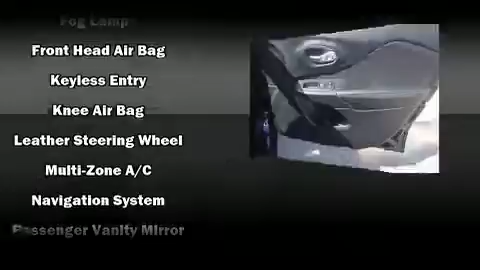 Fog Lamp
Front Head Air Bag
Keyless Entry
Knee Air Bag
Leather Steering Wheel
Multi-Zone A/C
Navigation System
Passenger Vanity Mirror